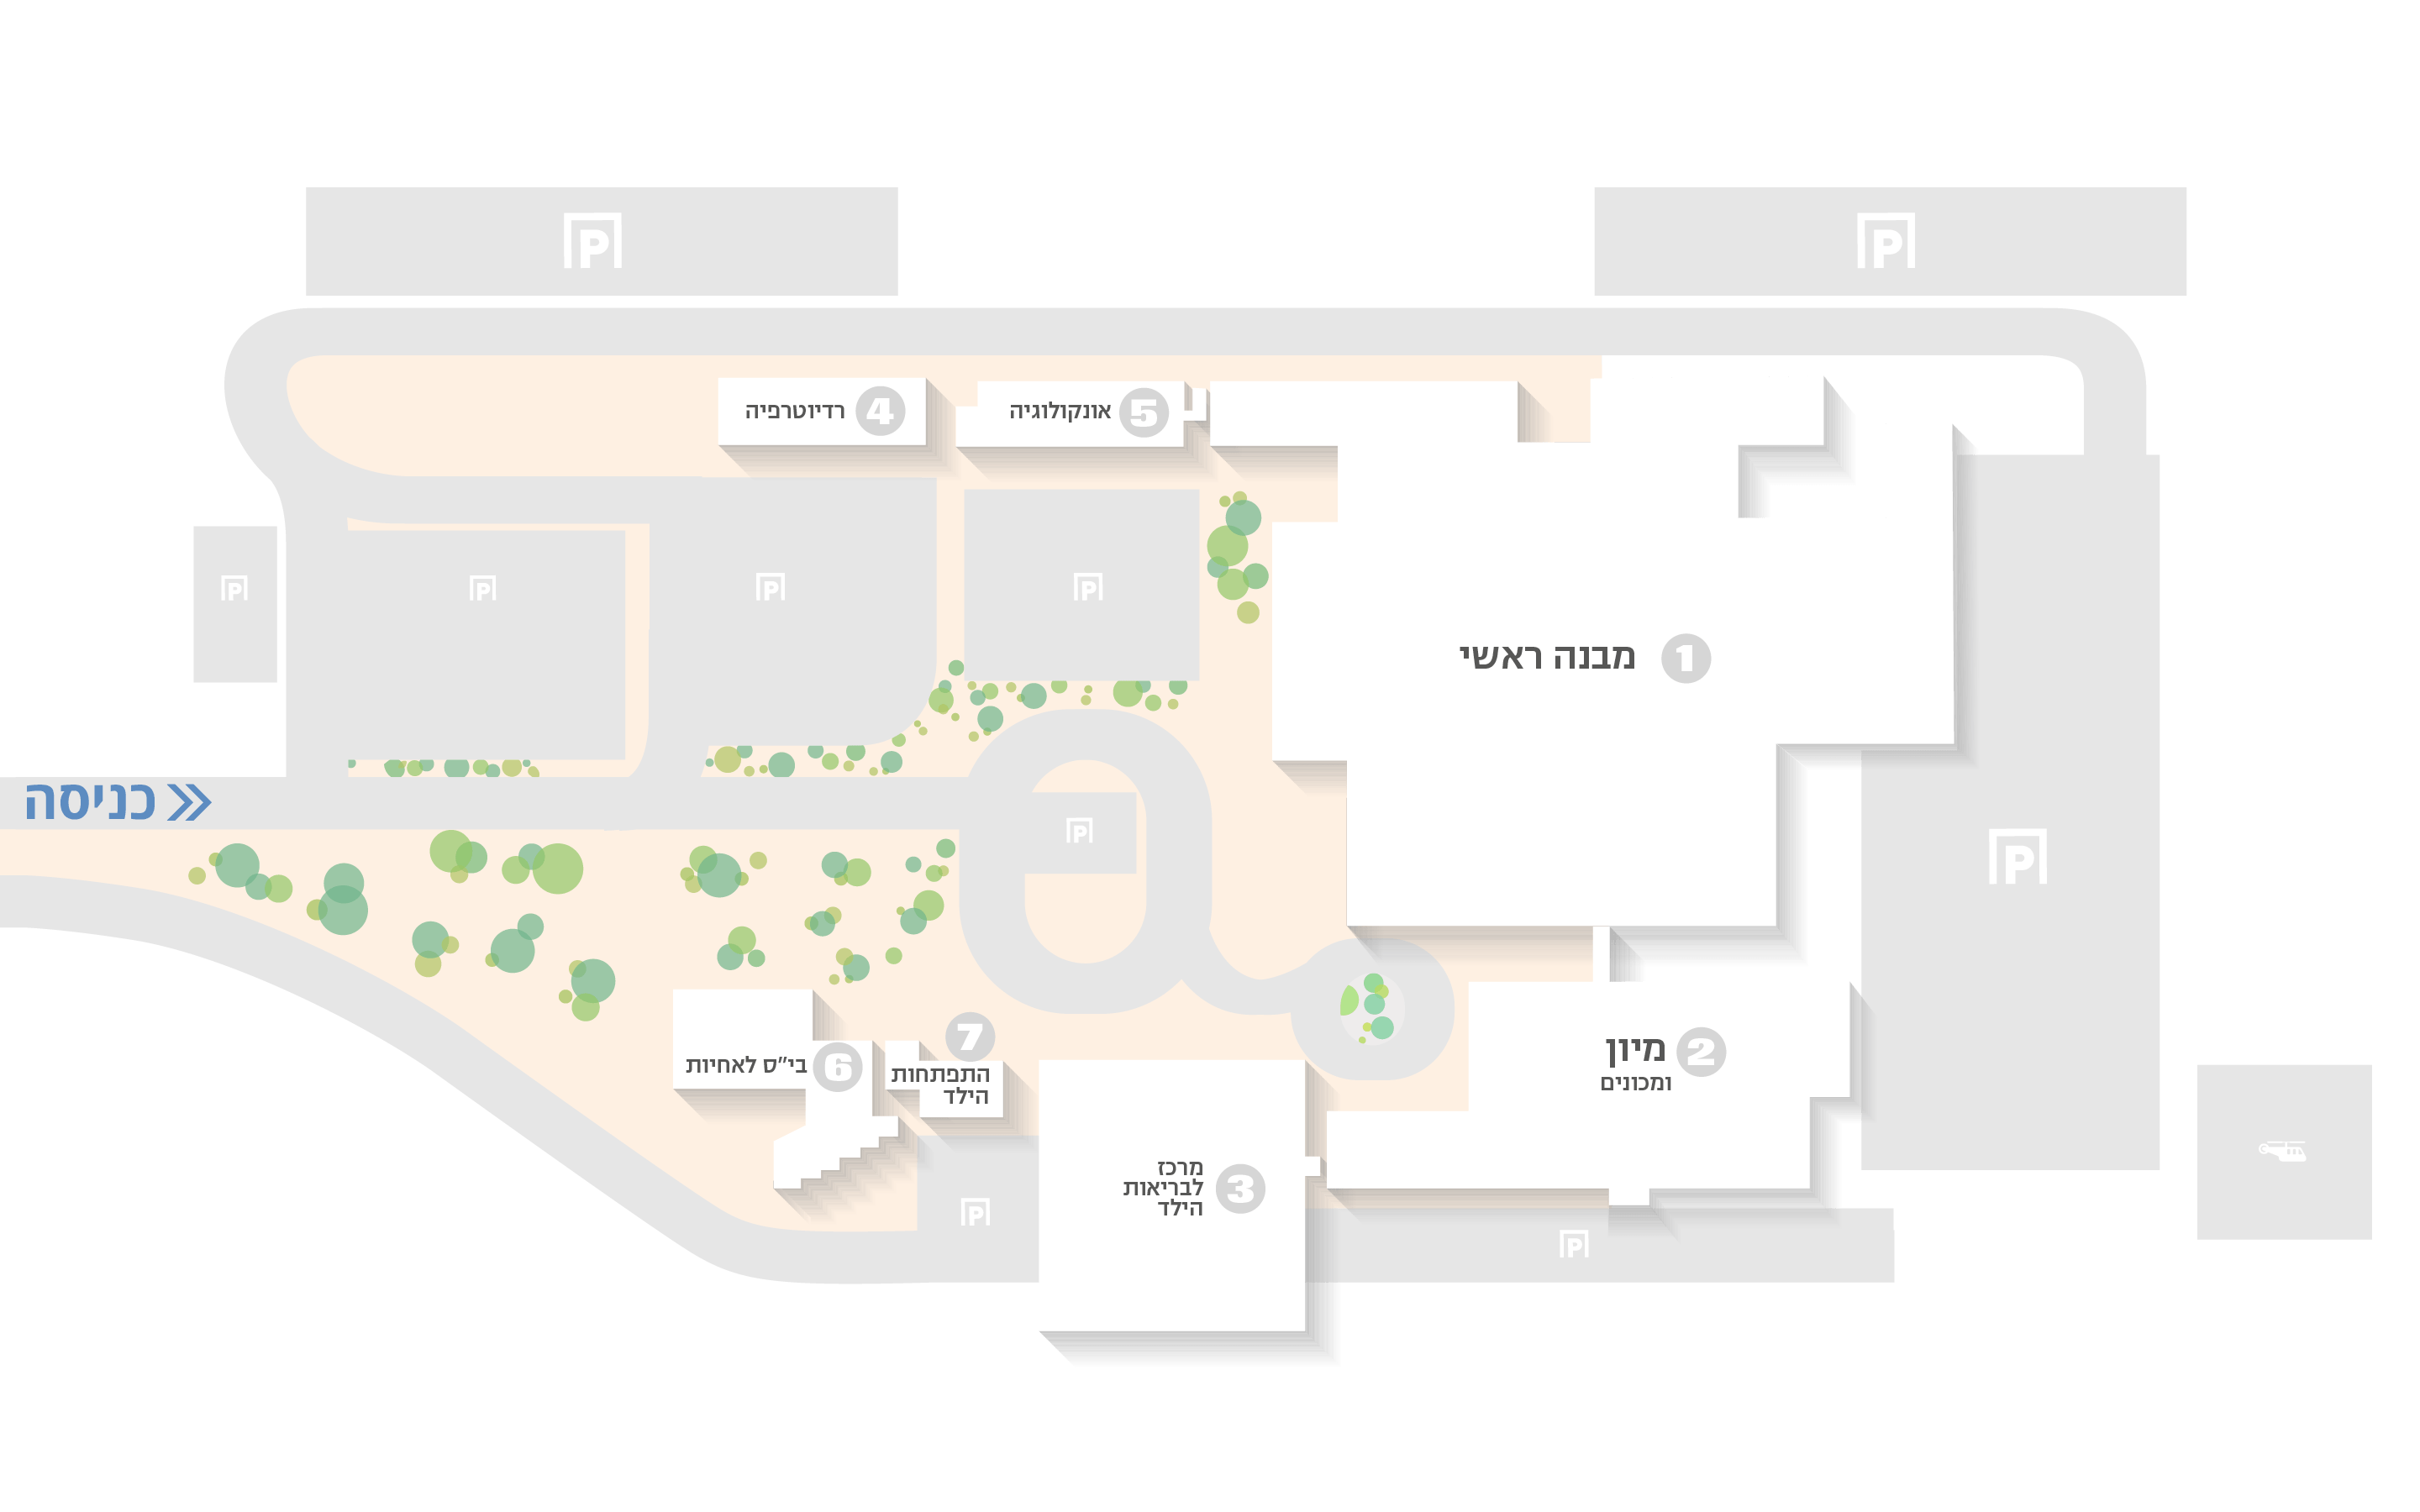 P
P
4 רדיוטרפיה
5 אונקולוגיה
P
P
P
P
1 מבנה ראשי
כניסה
P
P
2 מיון
ומכונים
7
התפתחות
הילד
6 בי"ס לאחיות
3 מרכז
לבריאות
הילד
P
P